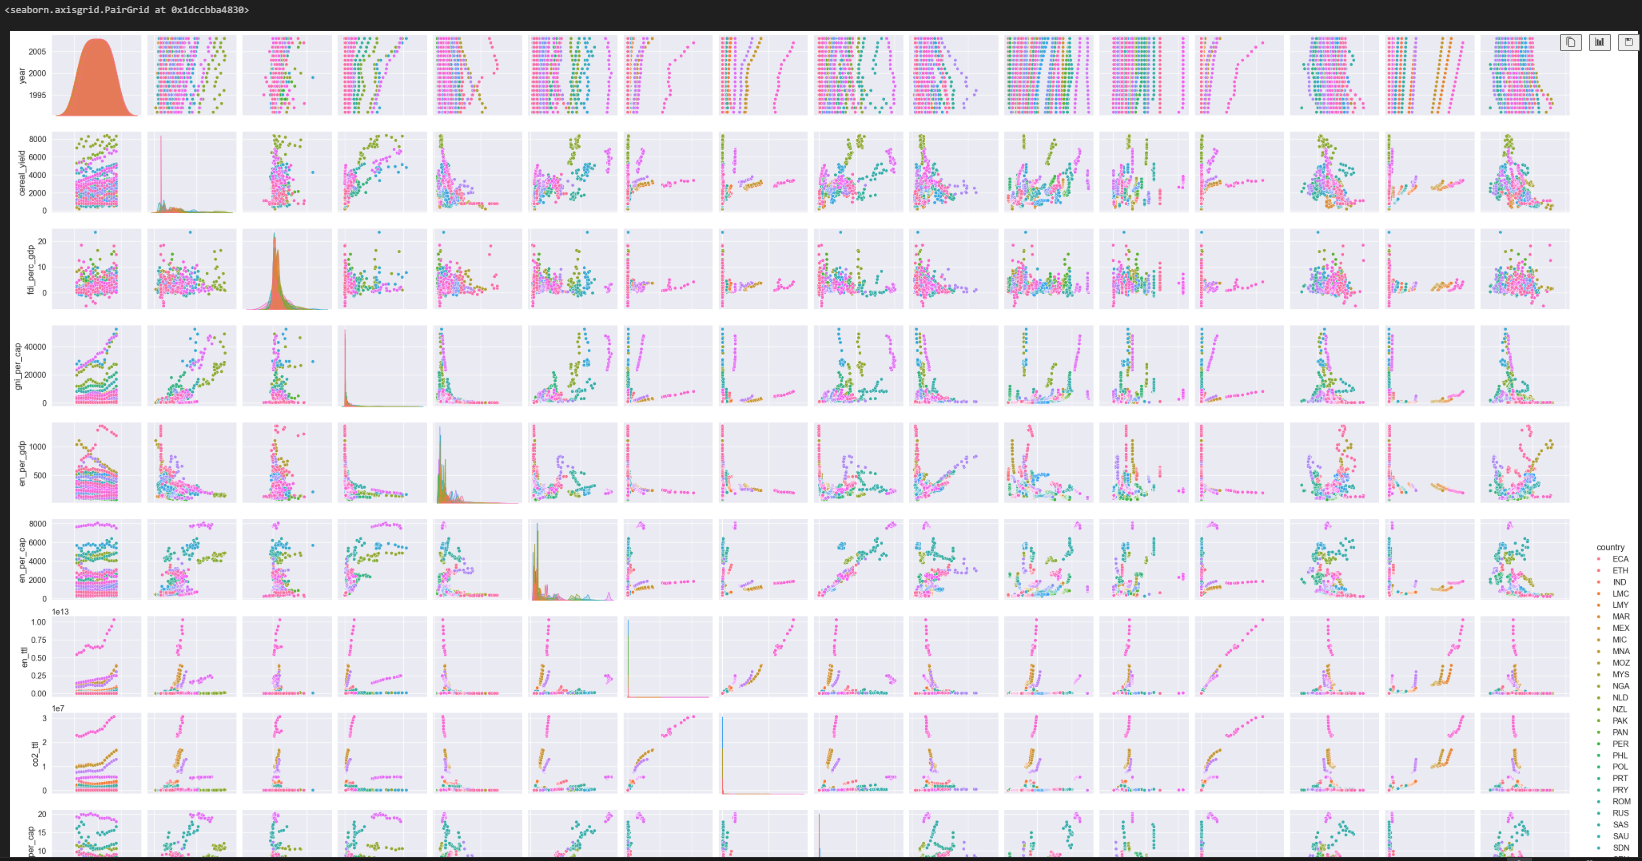 <seaborn.axisgrid.PairGrid at 0x1dccbba4830>
2005
2000
1995
year
8000
6000
4000
2000
0
cereal_yield
20
10
0
fdi_perc_gdp
40000
20000
0
gni_per_cap
1000
500
en_per_gdp
8000
6000
4000
2000
0
en_per_cap
1e13
1.00
0.75
0.50
0.25
0.00
en_ttl
1e7
3
2
1
0
co2_ttl
20
15
10
per_cap
country
ECA
ETH
IND
LMC
LMY
MAR
MEX
MIC
MNA
MOZ
MYS
NGA
NLD
NZL
PAK
PAN
PER
PHL
POL
PRT
PRY
ROM
RUS
SAS
SAU
SDN